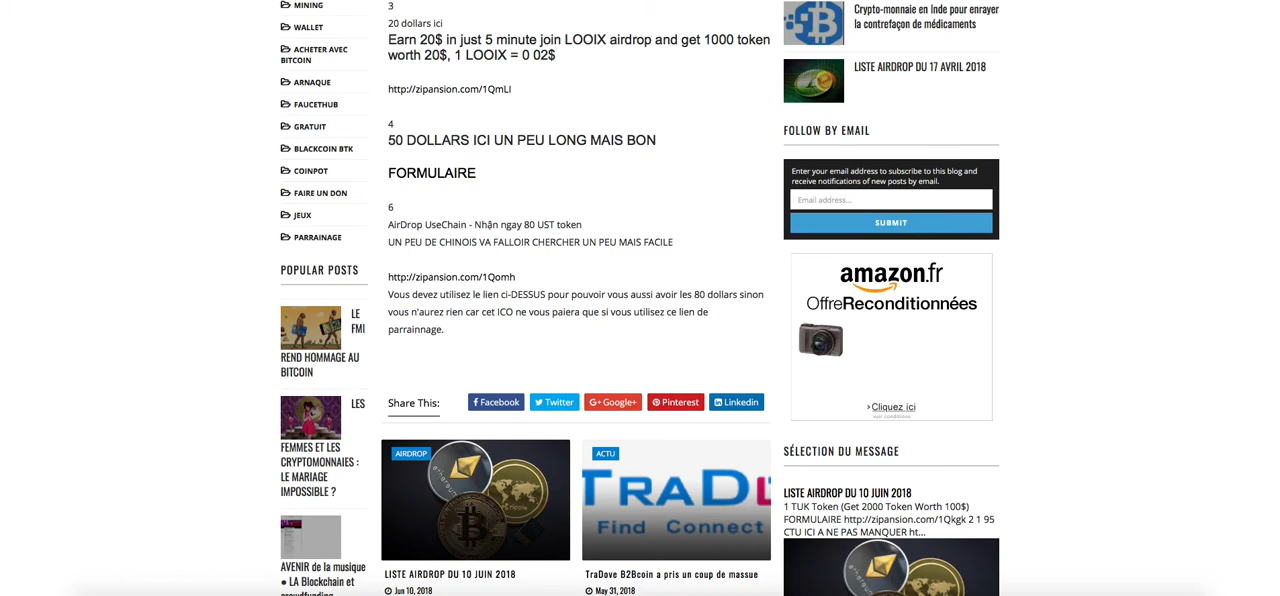 MINING
WALLET
ACHETER AVEC
BITCOIN
ARNAQUE
FAUCETHUB
GRATUIT
BLACKCOIN BTK
COINPOT
FAIRE UN DON
JEUX
PARRAINAGE
POPULAR POSTS
LE
FMI
REND HOMMAGE AU
BITCOIN
LES
FEMMES ET LES
CRYPTOMONNAIES :
LE MARIAGE
IMPOSSIBLE ?
AVENIR de la musique
● LA Blockchain et
crowdfunding
3
20 dollars ici
Earn 20$ in just 5 minute join LOOIX airdrop and get 1000 token
worth 20$, 1 LOOIX = 0 02$
http://zipansion.com/1QmLI
4
50 DOLLARS ICI UN PEU LONG MAIS BON
FORMULAIRE
6
AirDrop UseChain - Nhận ngay 80 UST token
UN PEU DE CHINOIS VA FALLOIR CHERCHER UN PEU MAIS FACILE
http://zipansion.com/1Qomh
Vous devez utilisez le lien ci-DESSUS pour pouvoir vous aussi avoir les 80 dollars sinon
vous n'aurez rien car cet ICO ne vous paiera que si vous utilisez ce lien de
parrainnage.
Share This:
Facebook
Twitter
G+ Google+
Pinterest
Linkedin
AIRDROP
LISTE AIRDROP DU 10 JUIN 2018
Jun 10, 2018
ACTU
TRADO
Find Connect
TraDove B2Bcoin a pris un coup de massue
May 31, 2018
Crypto-monnaie en Inde pour enrayer
la contrefaçon de médicaments
LISTE AIRDROP DU 17 AVRIL 2018
FOLLOW BY EMAIL
Enter your email address to subscribe to this blog and
receive notifications of new posts by email.
Email address...
SUBMIT
amazon.fr
OffreReconditionnées
› Cliquez ici
voir conditions
SÉLECTION DU MESSAGE
LISTE AIRDROP DU 10 JUIN 2018
1 TUK Token (Get 2000 Token Worth 100$)
FORMULAIRE http://zipansion.com/1Qkgk 2 1 95
CTU ICI A NE PAS MANQUER ht...